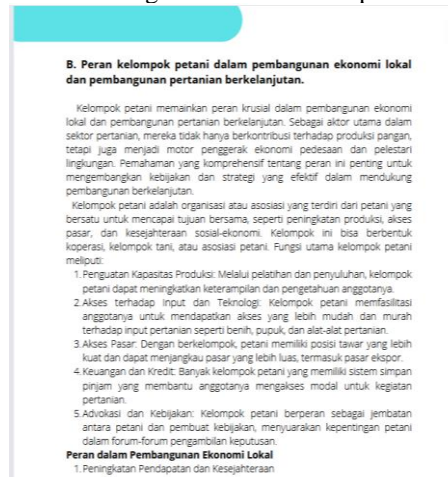 B. Peran kelompok petani dalam pembangunan ekonomi lokal
dan pembangunan pertanian berkelanjutan.
Kelompok petani memainkan peran krusial dalam pembangunan ekonomi
lokal dan pembangunan pertanian berkelanjutan. Sebagai aktor utama dalam
sektor pertanian, mereka tidak hanya berkontribusi terhadap produksi pangan,
tetapi juga menjadi motor penggerak ekonomi pedesaan dan pelestari
lingkungan. Pemahaman yang komprehensif tentang peran ini penting untuk
mengembangkan kebijakan dan strategi yang efektif dalam mendukung
pembangunan berkelanjutan.
Kelompok petani adalah organisasi atau asosiasi yang terdiri dari petani yang
bersatu untuk mencapai tujuan bersama, seperti peningkatan produksi, akses
pasar, dan kesejahteraan sosial-ekonomi. Kelompok ini bisa berbentuk
koperasi, kelompok tani, atau asosiasi petani. Fungsi utama kelompok petani
meliputi:
1. Penguatan Kapasitas Produksi: Melalui pelatihan dan penyuluhan, kelompok
petani dapat meningkatkan keterampilan dan pengetahuan anggotanya.
2. Akses terhadap Input dan Teknologi: Kelompok petani memfasilitasi
anggotanya untuk mendapatkan akses yang lebih mudah dan murah
terhadap input pertanian seperti benih, pupuk, dan alat-alat pertanian.
3. Akses Pasar: Dengan berkelompok, petani memiliki posisi tawar yang lebih
kuat dan dapat menjangkau pasar yang lebih luas, termasuk pasar ekspor.
4. Keuangan dan Kredit: Banyak kelompok petani yang memiliki sistem simpan
pinjam yang membantu anggotanya mengakses modal untuk kegiatan
pertanian.
5. Advokasi dan Kebijakan: Kelompok petani berperan sebagai jembatan
antara petani dan pembuat kebijakan, menyuarakan kepentingan petani
dalam forum-forum pengambilan keputusan.
Peran dalam Pembangunan Ekonomi Lokal
1. Peningkatan Pendapatan dan Kesejahteraan